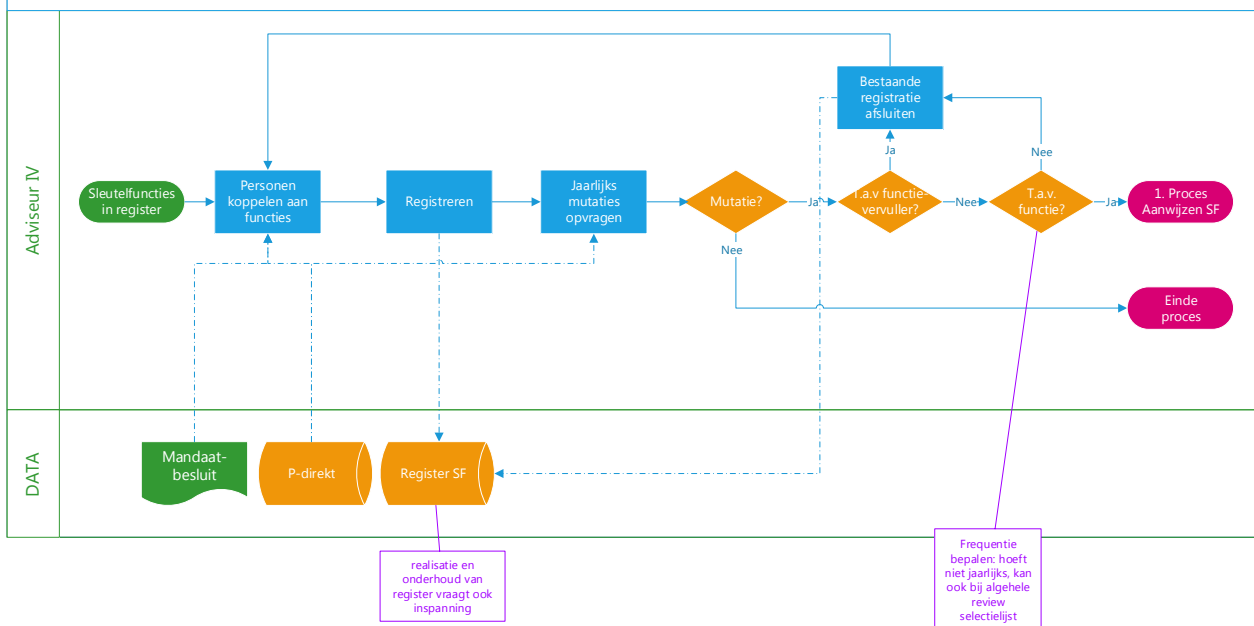 Adviseur IV
Bestaande
registratie
afsluiten
Ja
Nee
Sleutelfuncties
in register
Personen
koppelen aan
functies
Registreren
Jaarlijks
mutaties
opvragen
Mutatie?
Ja
T.a.v functie-
vervuller?
Nee
T.a.v.
functie?
Ja
1. Proces
Aanwijzen SF
Nee
Einde
proces
DATA
Mandaat-
besluit
P-direkt
Register SF
realisatie en
onderhoud van
register vraagt ook
inspanning
Frequentie
bepalen: hoeft
niet jaarlijks, kan
ook bij algehele
review
selectielijst